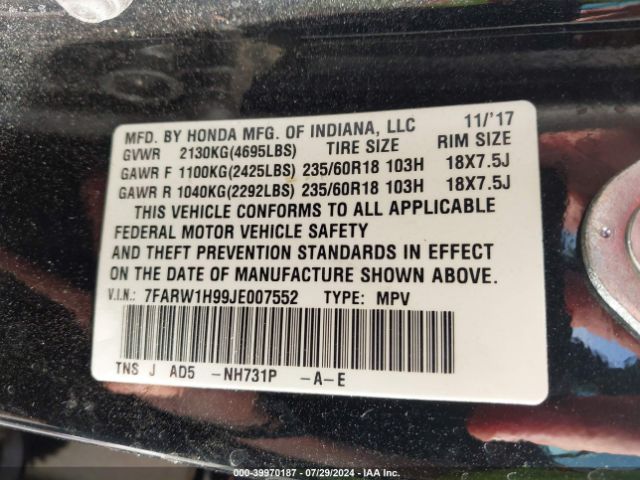 MFD. BY HONDA MFG. OF INDIANA, LLC 11/'17
GVWR 2130KG(4695LBS) TIRE SIZE RIM SIZE
GAWR F 1100KG(2425LBS) 235/60R18 103H 18X7.5J
GAWR R 1040KG(2292LBS) 235/60R18 103H 18X7.5J
THIS VEHICLE CONFORMS TO ALL APPLICABLE
FEDERAL MOTOR VEHICLE SAFETY
AND THEFT PREVENTION STANDARDS IN EFFECT
ON THE DATE OF MANUFACTURE SHOWN ABOVE.
V.I.N.: 7FARW1H99JE007552 TYPE: MPV
TNS J AD5 -NH731P -A-E
Stock: 000-39970187 - 07/29/2024 - IAA Inc.